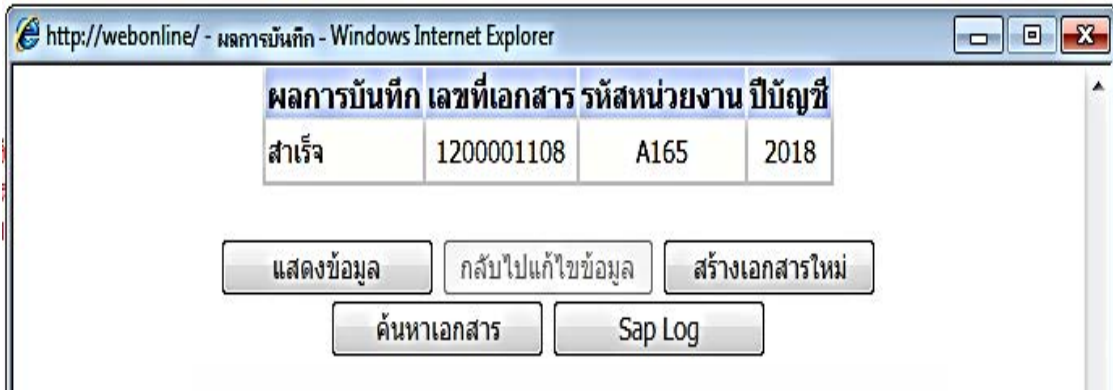 http://webonline/ - ผลการบันทึก - Windows Internet Explorer
ผลการบันทึก เลขที่เอกสาร รหัสหน่วยงาน ปีบัญชี
สำเร็จ 1200001108 A165 2018
แสดงข้อมูล กลับไปแก้ไขข้อมูล สร้างเอกสารใหม่
ค้นหาเอกสาร Sap Log